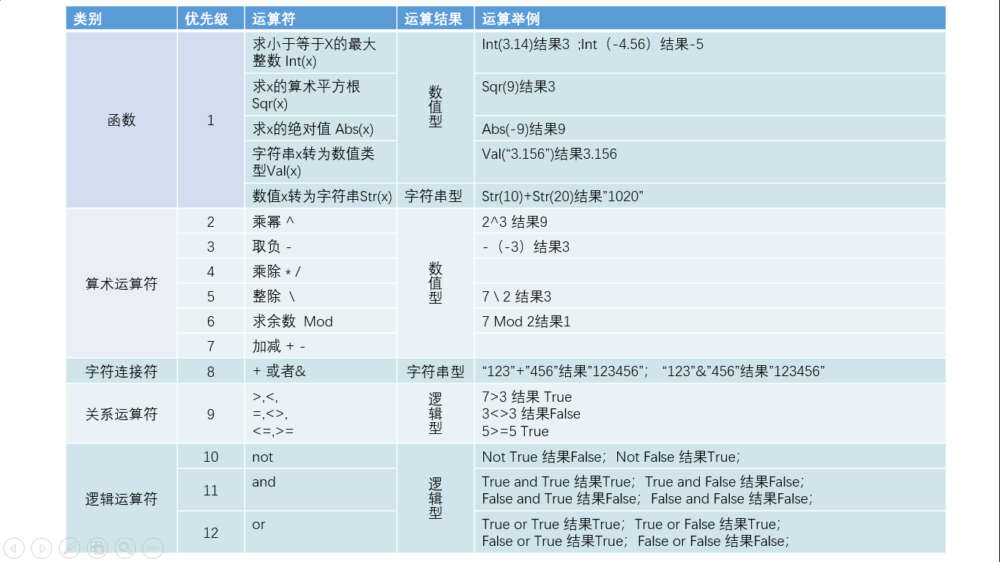 类别 优先级 运算符 运算结果 运算举例
函数 1 求小于等于X的最大
整数 Int(x) 数值型 Int(3.14)结果3 ;Int（-4.56）结果-5
求x的算术平方根
Sqr(x) Sqr(9)结果3
求x的绝对值 Abs(x) Abs(-9)结果9
字符串x转为数值类
型Val(x) Val(“3.156”)结果3.156
数值x转为字符串Str(x) 字符串型 Str(10)+Str(20)结果”1020”
算术运算符 2 乘幂 ^ 数值型 2^3 结果9
3 取负 - -（-3）结果3
4 乘除 * /
5 整除 \ 7 \ 2 结果3
6 求余数 Mod 7 Mod 2结果1
7 加减 + -
字符连接符 8 + 或者& 字符串型 “123”+”456”结果”123456”； “123”&”456”结果”123456”
关系运算符 9 >,<, 逻辑型 7>3 结果 True
=,<>, 3<>3 结果False
<=,>= 5>=5 True
逻辑运算符 10 not 逻辑型 Not True 结果False；Not False 结果True；
11 and True and True 结果True；True and False 结果False；
False and True 结果False；False and False 结果False；
12 or True or True 结果True；True or False 结果True；
False or True 结果True；False or False 结果False；